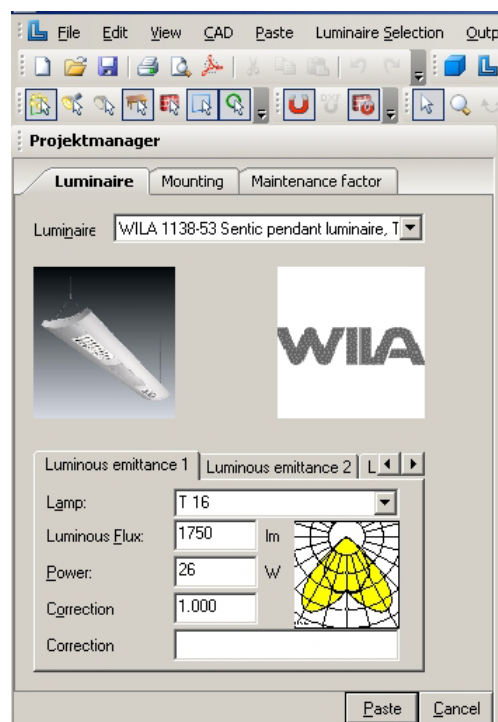 File Edit View CAD Paste Luminaire Selection Outp
Projektmanager
Luminaire Mounting Maintenance factor
Luminaire WILA 1138-53 Sentic pendant luminaire, T
WILA
Luminous emittance 1 Luminous emittance 2 L
Lamp: T 16
Luminous Flux: 1750 lm
Power: 26 W
Correction 1.000
Correction
Paste Cancel